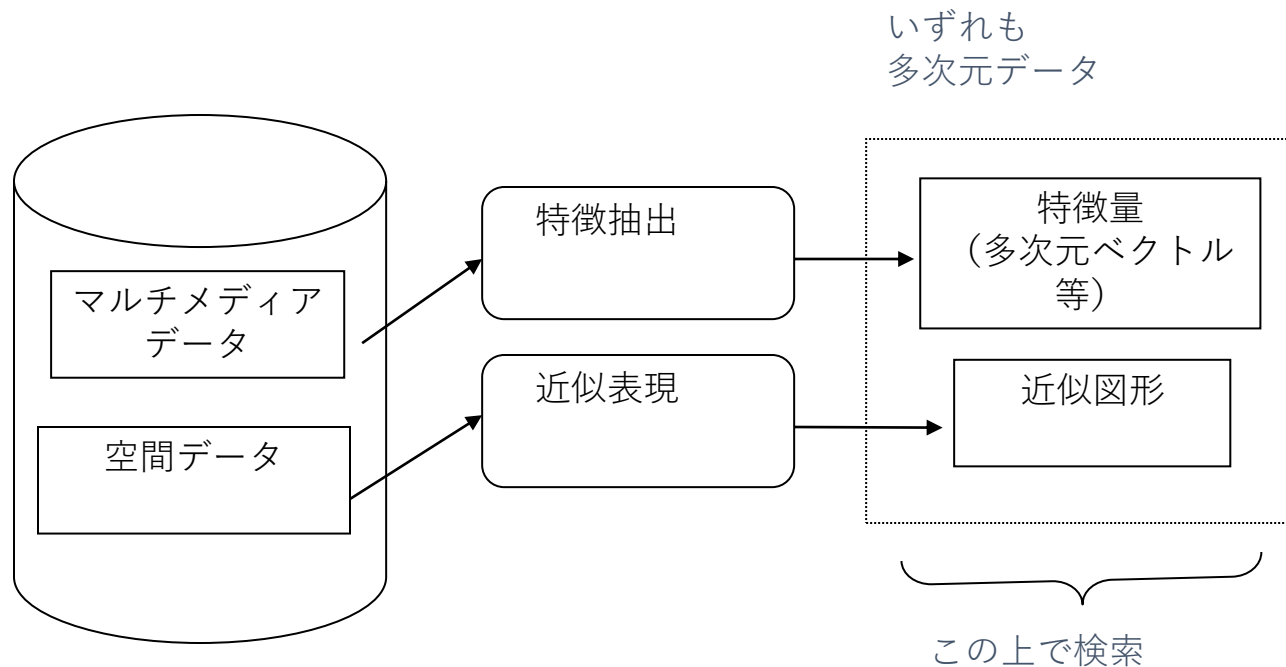 いずれも
多次元データ
マルチメディア
データ
空間データ
特徴抽出
近似表現
特徴量
（多次元ベクトル
等）
近似図形
この上で検索